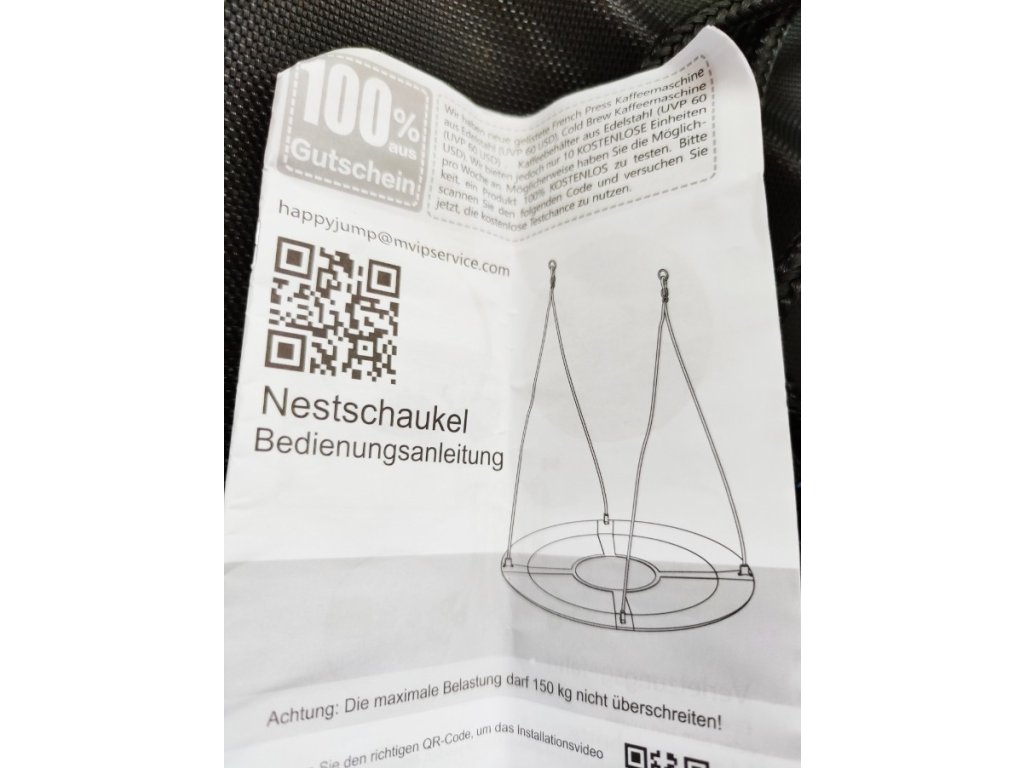 100%
aus
Gutschein
Wir haben neue gerüstete French Press Kaffeemaschine
aus Edelstahl (UVP 60 USD), Cold Brew Kaffeemaschine
(UVP 50 USD), Kaffeebehälter aus Edelstahl (UVP 60
USD). Wir bieten jedoch nur 10 KOSTENLOSE Einheiten
pro Woche an. Möglicherweise haben Sie die Möglich-
keit, ein Produkt 100% KOSTENLOS zu testen. Bitte
scannen Sie den folgenden Code und versuchen Sie
jetzt, die kostenlose Testchance zu nutzen.
happyjump@mvipservice.com
Nestschaukel
Bedienungsanleitung
Achtung: Die maximale Belastung darf 150 kg nicht überschreiten!
Sie den richtigen QR-Code, um das Installationsvideo